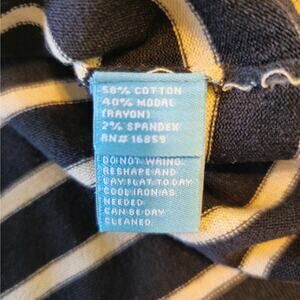 58% COTTON
40% MODAL
(RAYON)
2% SPANDEX
RN# 16859
DO NOT WRING.
RESHAPE AND
LAY FLAT TO DAY
COOL IRON AS
NEEDED.
CAN BE DRY
CLEANED.